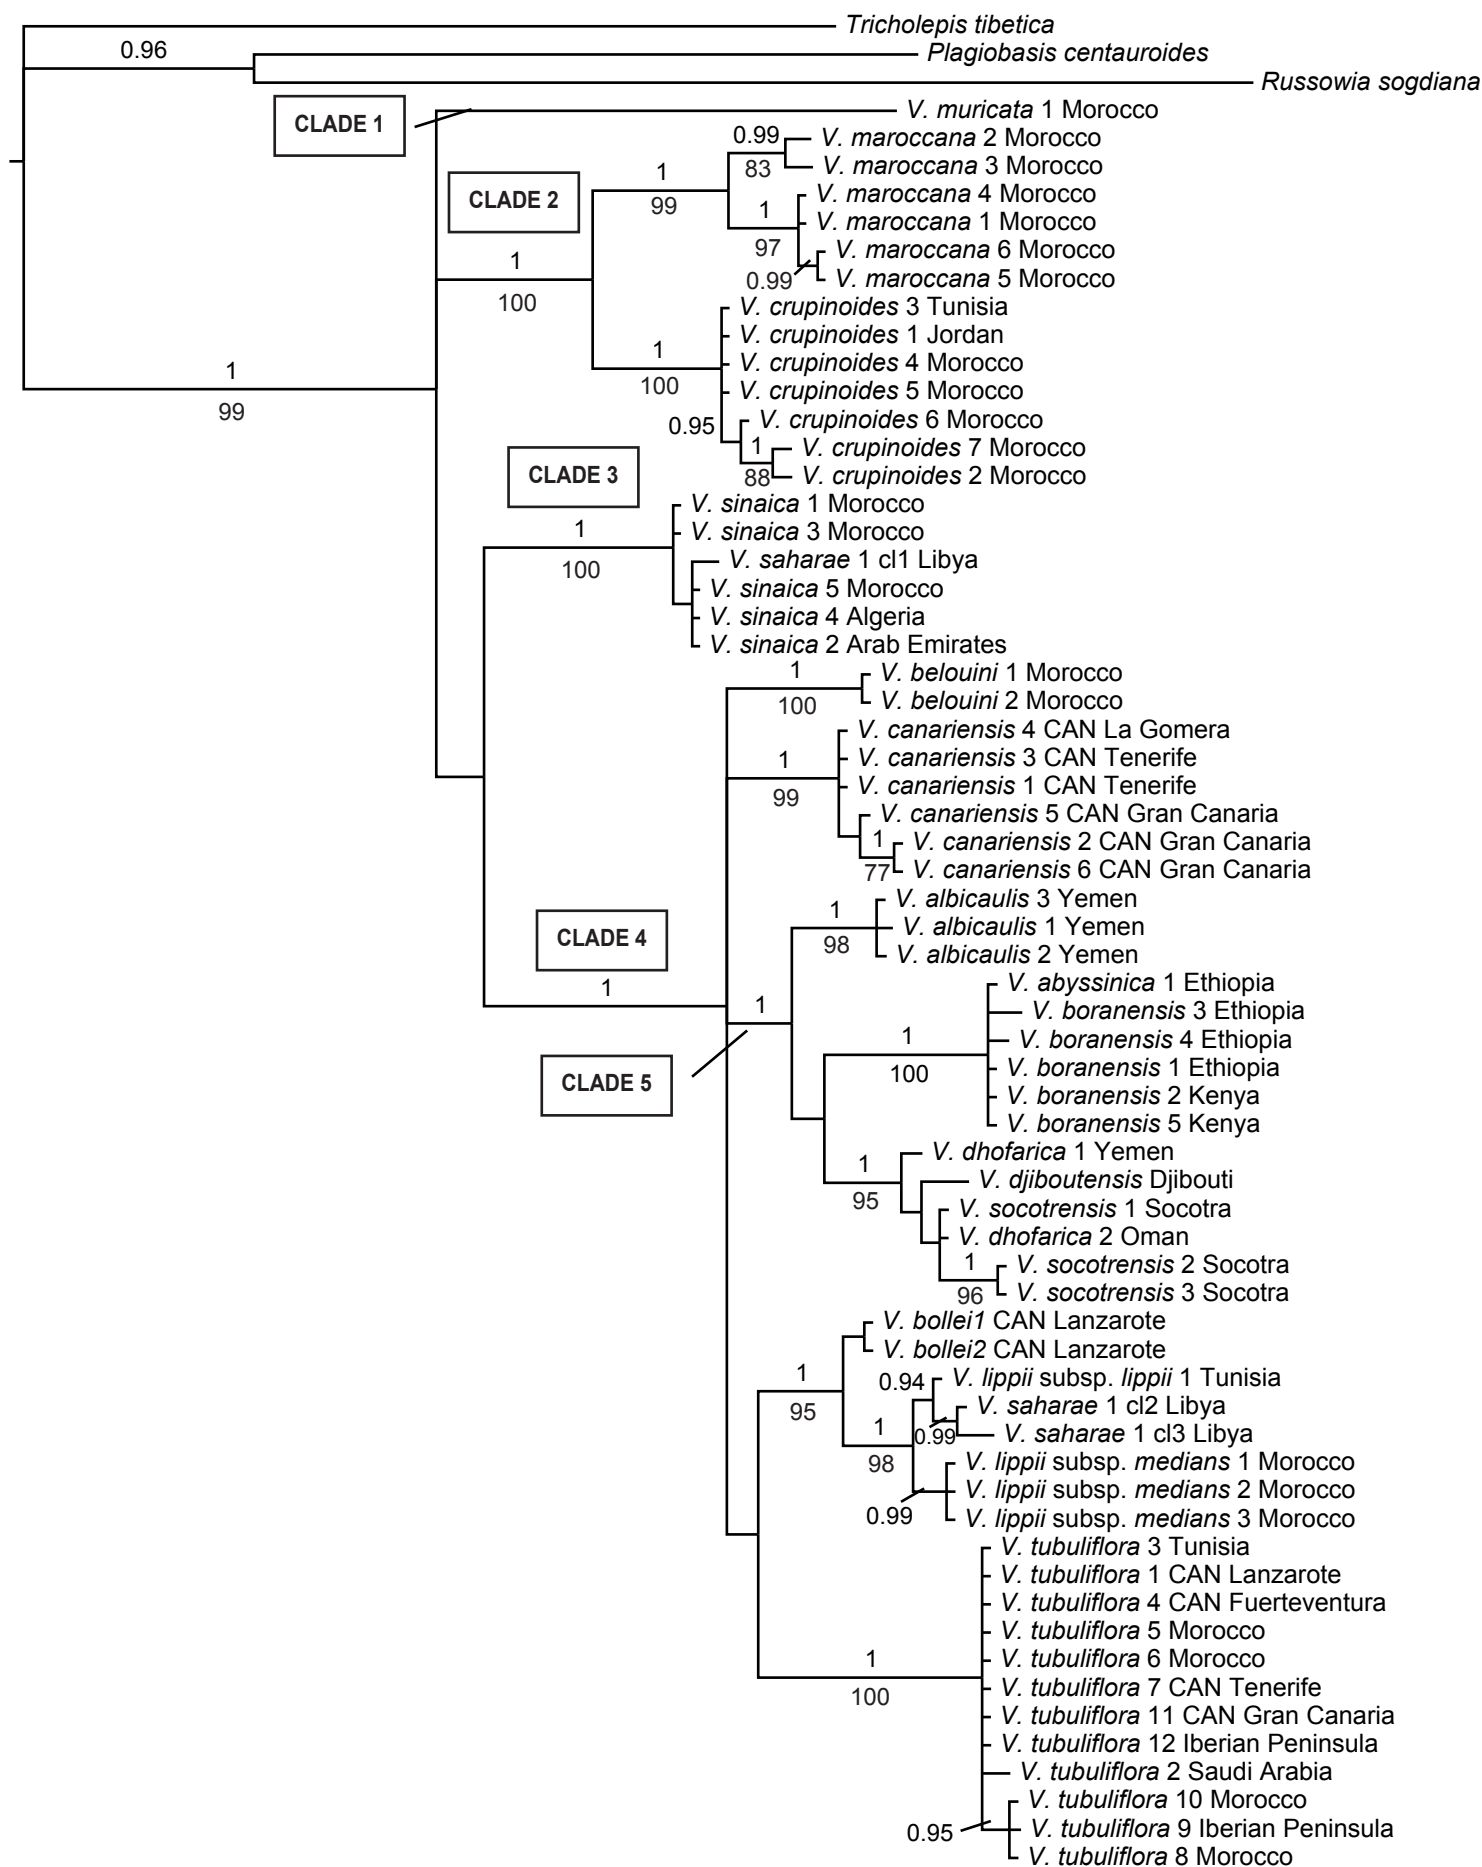 Tricholepis tibetica
0.96
Plagiobasis centauroides
Russowia sogdiana
CLADE 1
V. muricata 1 Morocco
0.99
V. maroccana 2 Morocco
83
V. maroccana 3 Morocco
1
99
CLADE 2
V. maroccana 4 Morocco
1
V. maroccana 1 Morocco
97
V. maroccana 6 Morocco
0.99
V. maroccana 5 Morocco
1
100
V. crupinoides 3 Tunisia
V. crupinoides 1 Jordan
1
V. crupinoides 4 Morocco
100
V. crupinoides 5 Morocco
1
99
0.95
V. crupinoides 6 Morocco
1
V. crupinoides 7 Morocco
88
V. crupinoides 2 Morocco
CLADE 3
V. sinaica 1 Morocco
1
V. sinaica 3 Morocco
100
V. saharae 1 cl1 Libya
V. sinaica 5 Morocco
V. sinaica 4 Algeria
V. sinaica 2 Arab Emirates
1
V. belouini 1 Morocco
100
V. belouini 2 Morocco
V. canariensis 4 CAN La Gomera
1
V. canariensis 3 CAN Tenerife
99
V. canariensis 1 CAN Tenerife
V. canariensis 5 CAN Gran Canaria
1
V. canariensis 2 CAN Gran Canaria
77
V. canariensis 6 CAN Gran Canaria
V. albicaulis 3 Yemen
1
V. albicaulis 1 Yemen
98
V. albicaulis 2 Yemen
CLADE 4
1
1
V. abyssinica 1 Ethiopia
V. boranensis 3 Ethiopia
1
V. boranensis 4 Ethiopia
100
V. boranensis 1 Ethiopia
CLADE 5
V. boranensis 2 Kenya
V. boranensis 5 Kenya
V. dhofarica 1 Yemen
1
V. djiboutensis Djibouti
95
V. socotrensis 1 Socotra
V. dhofarica 2 Oman
1
V. socotrensis 2 Socotra
96
V. socotrensis 3 Socotra
V. bollei1 CAN Lanzarote
V. bollei2 CAN Lanzarote
1
95
0.94
V. lippii subsp. lippii 1 Tunisia
V. saharae 1 cl2 Libya
0.99
V. saharae 1 cl3 Libya
1
98
V. lippii subsp. medians 1 Morocco
V. lippii subsp. medians 2 Morocco
0.99
V. lippii subsp. medians 3 Morocco
V. tubuliflora 3 Tunisia
V. tubuliflora 1 CAN Lanzarote
V. tubuliflora 4 CAN Fuerteventura
V. tubuliflora 5 Morocco
1
V. tubuliflora 6 Morocco
100
V. tubuliflora 7 CAN Tenerife
V. tubuliflora 11 CAN Gran Canaria
V. tubuliflora 12 Iberian Peninsula
V. tubuliflora 2 Saudi Arabia
V. tubuliflora 10 Morocco
0.95
V. tubuliflora 9 Iberian Peninsula
V. tubuliflora 8 Morocco